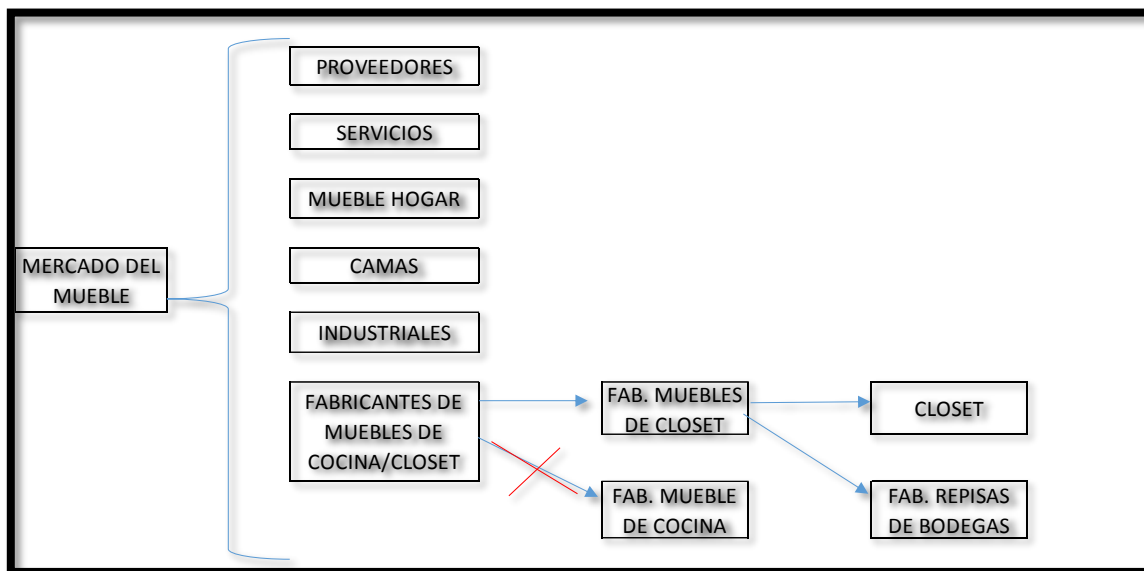 PROVEEDORES
SERVICIOS
MUEBLE HOGAR
MERCADO DEL
MUEBLE
CAMAS
INDUSTRIALES
FABRICANTES DE
MUEBLES DE
COCINA/CLOSET
FAB. MUEBLES
DE CLOSET
CLOSET
FAB. MUEBLE
DE COCINA
FAB. REPISAS
DE BODEGAS